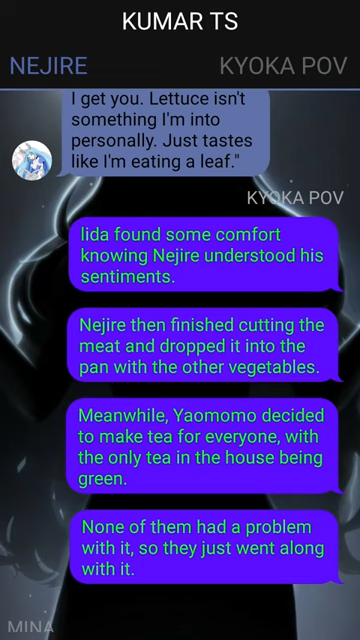 KUMAR TS
NEJIRE
KYOKA POV
I get you. Lettuce isn't
something I'm into
personally. Just tastes
like I'm eating a leaf."
KYOKA POV
Iida found some comfort
knowing Nejire understood his
sentiments.
Nejire then finished cutting the
meat and dropped it into the
pan with the other vegetables.
Meanwhile, Yaomomo decided
to make tea for everyone, with
the only tea in the house being
green.
None of them had a problem
with it, so they just went along
with it.
MINA